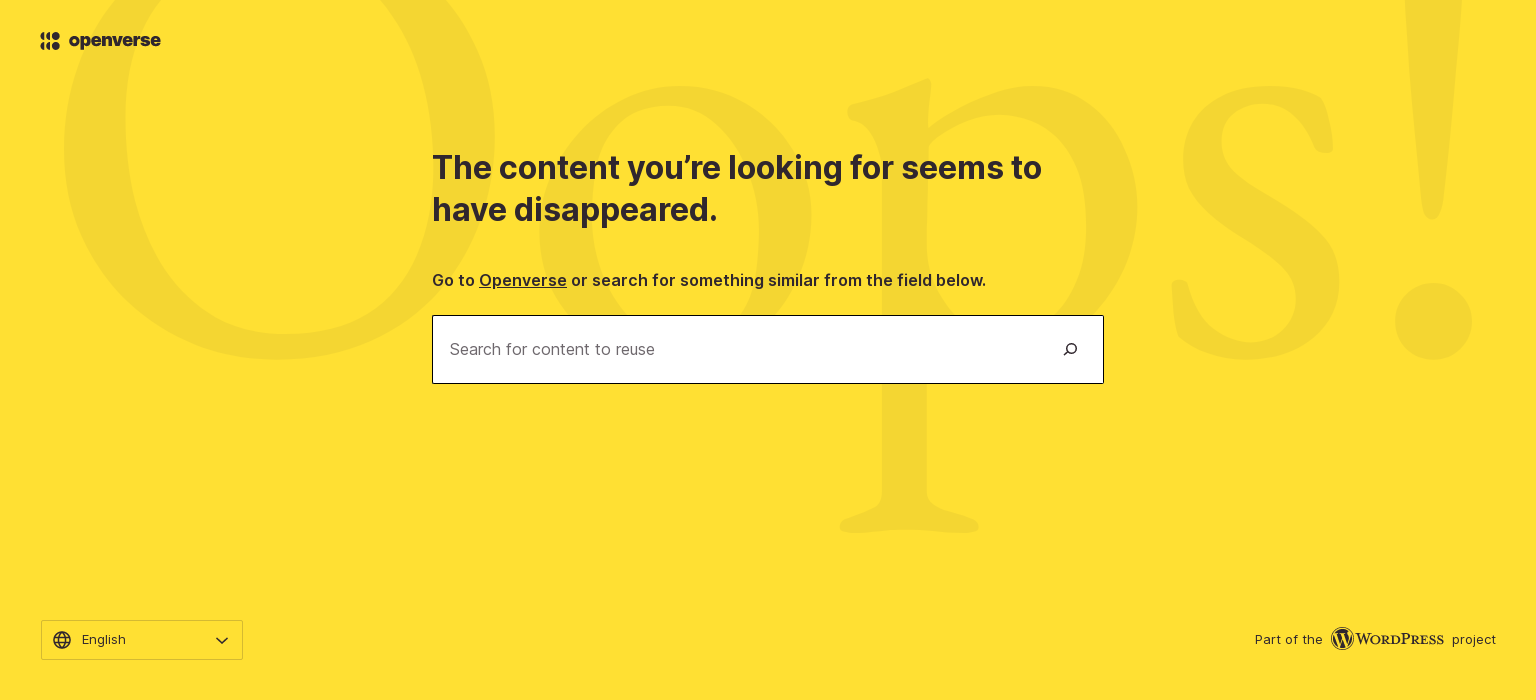 openverse
Oops!
The content you’re looking for seems to
have disappeared.
Go to Openverse or search for something similar from the field below.
Search for content to reuse
English
Part of the WORDPRESS project